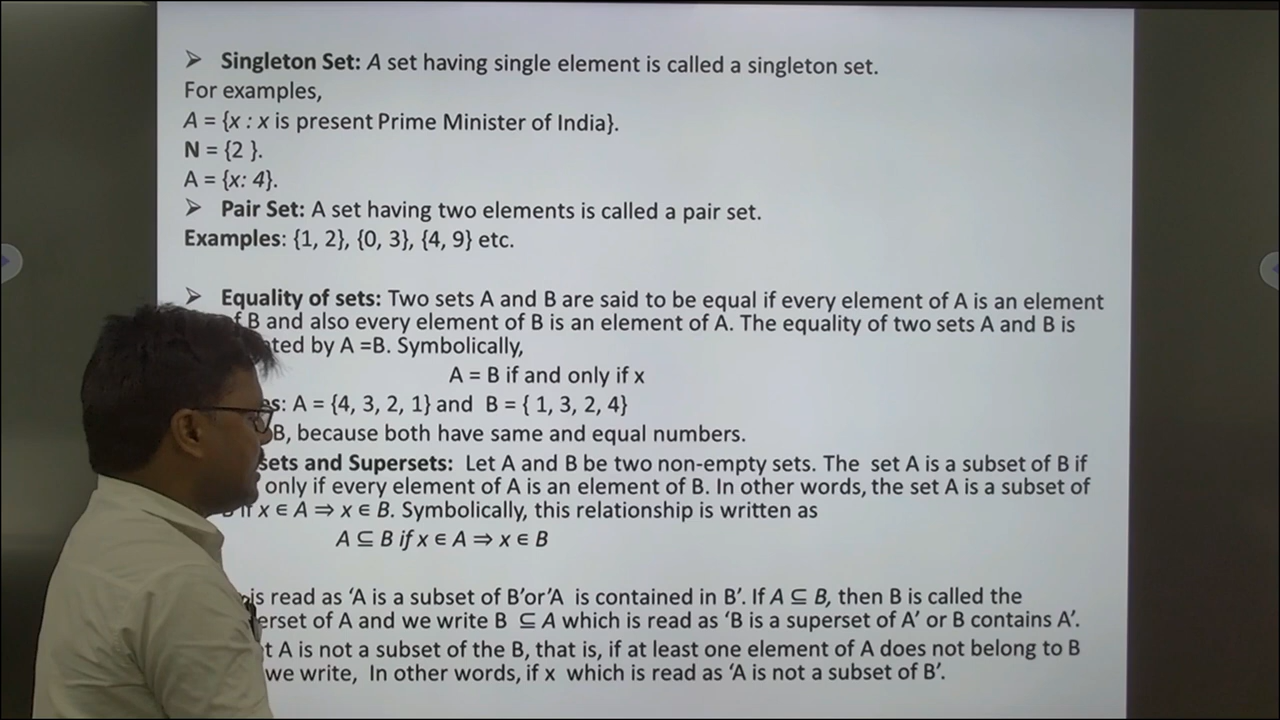 ➢ Singleton Set: A set having single element is called a singleton set.
For examples,
A = {x : x is present Prime Minister of India}.
N = {2 }.
A = {x: 4}.
➢ Pair Set: A set having two elements is called a pair set.
Examples: {1, 2}, {0, 3}, {4, 9} etc.
➢ Equality of sets: Two sets A and B are said to be equal if every element of A is an element
B and also every element of B is an element of A. The equality of two sets A and B is
by A =B. Symbolically,
A = B if and only if x
A = {4, 3, 2, 1} and B = { 1, 3, 2, 4}
B, because both have same and equal numbers.
and Supersets: Let A and B be two non-empty sets. The set A is a subset of B if
only if every element of A is an element of B. In other words, the set A is a subset of
x ∈ A ⇒ x ∈ B. Symbolically, this relationship is written as
A ⊆ B if x ∈ A ⇒ x ∈ B
is read as ‘A is a subset of B’or’A is contained in B’. If A ⊆ B, then B is called the
of A and we write B ⊆ A which is read as ‘B is a superset of A’ or B contains A’.
A is not a subset of the B, that is, if at least one element of A does not belong to B
we write, In other words, if x which is read as ‘A is not a subset of B’.